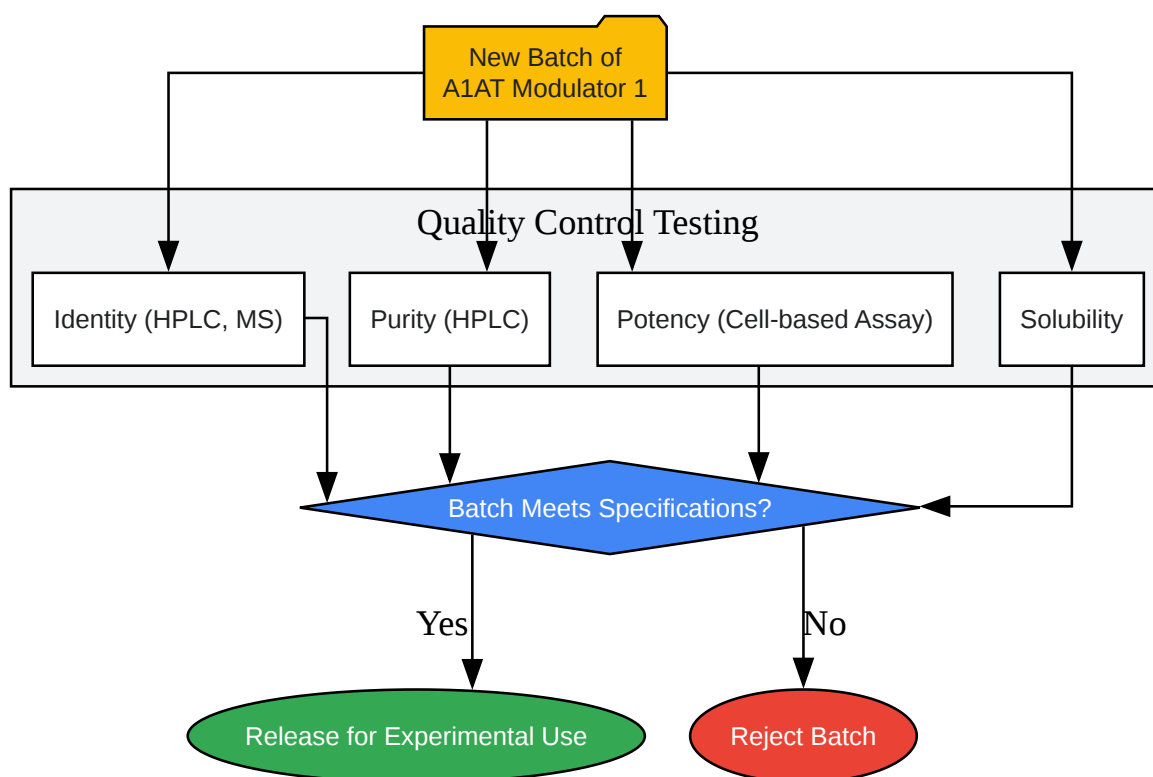 New Batch of
A1AT Modulator 1
Quality Control Testing
Identity (HPLC, MS)
Purity (HPLC)
Potency (Cell-based Assay)
Solubility
Batch Meets Specifications?
Yes
No
Release for Experimental Use
Reject Batch